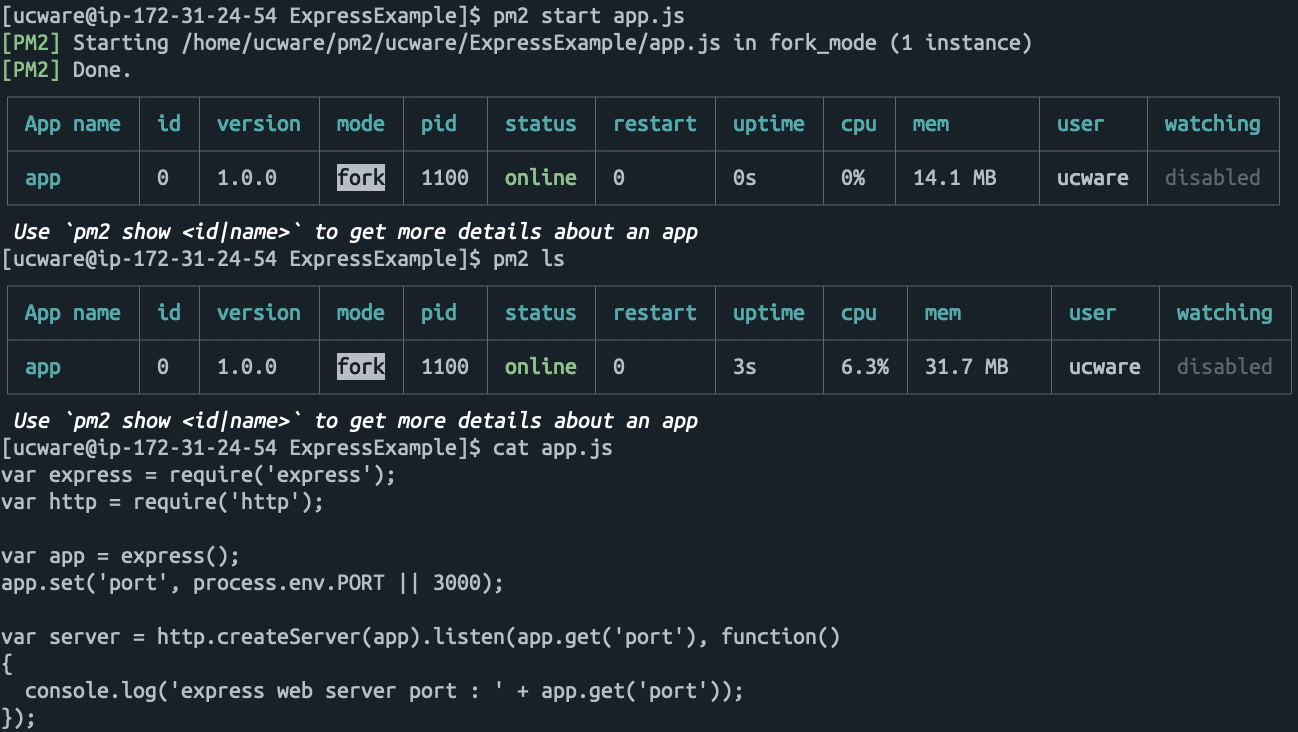 [ucware@ip-172-31-24-54 ExpressExample]$ pm2 start app.js
[PM2] Starting /home/ucware/pm2/ucware/ExpressExample/app.js in fork_mode (1 instance)
[PM2] Done.
App name id version mode pid status restart uptime cpu mem user watching
app 0 1.0.0 fork 1100 online 0 0s 0% 14.1 MB ucware disabled
Use `pm2 show <id|name>` to get more details about an app
[ucware@ip-172-31-24-54 ExpressExample]$ pm2 ls
App name id version mode pid status restart uptime cpu mem user watching
app 0 1.0.0 fork 1100 online 0 3s 6.3% 31.7 MB ucware disabled
Use `pm2 show <id|name>` to get more details about an app
[ucware@ip-172-31-24-54 ExpressExample]$ cat app.js
var express = require('express');
var http = require('http');
var app = express();
app.set('port', process.env.PORT || 3000);
var server = http.createServer(app).listen(app.get('port'), function()
{
  console.log('express web server port : ' + app.get('port'));
});